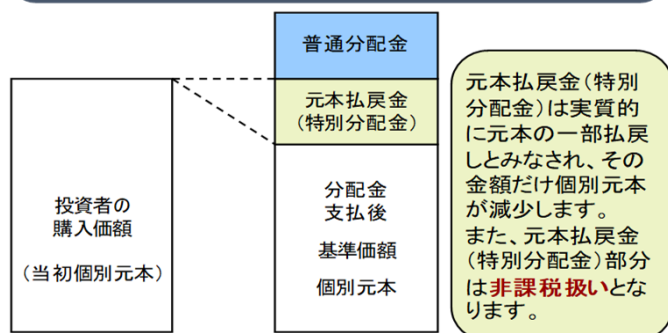 普通分配金
元本払戻金
(特別分配金)
投資者の
購入価額
(当初個別元本)
分配金
支払後
基準価額
個別元本
元本払戻金(特別
分配金)は実質的
に元本の一部払戻
しとみなされ、その
金額だけ個別元本
が減少します。
また、元本払戻金
(特別分配金)部分
は非課税扱いとな
ります。